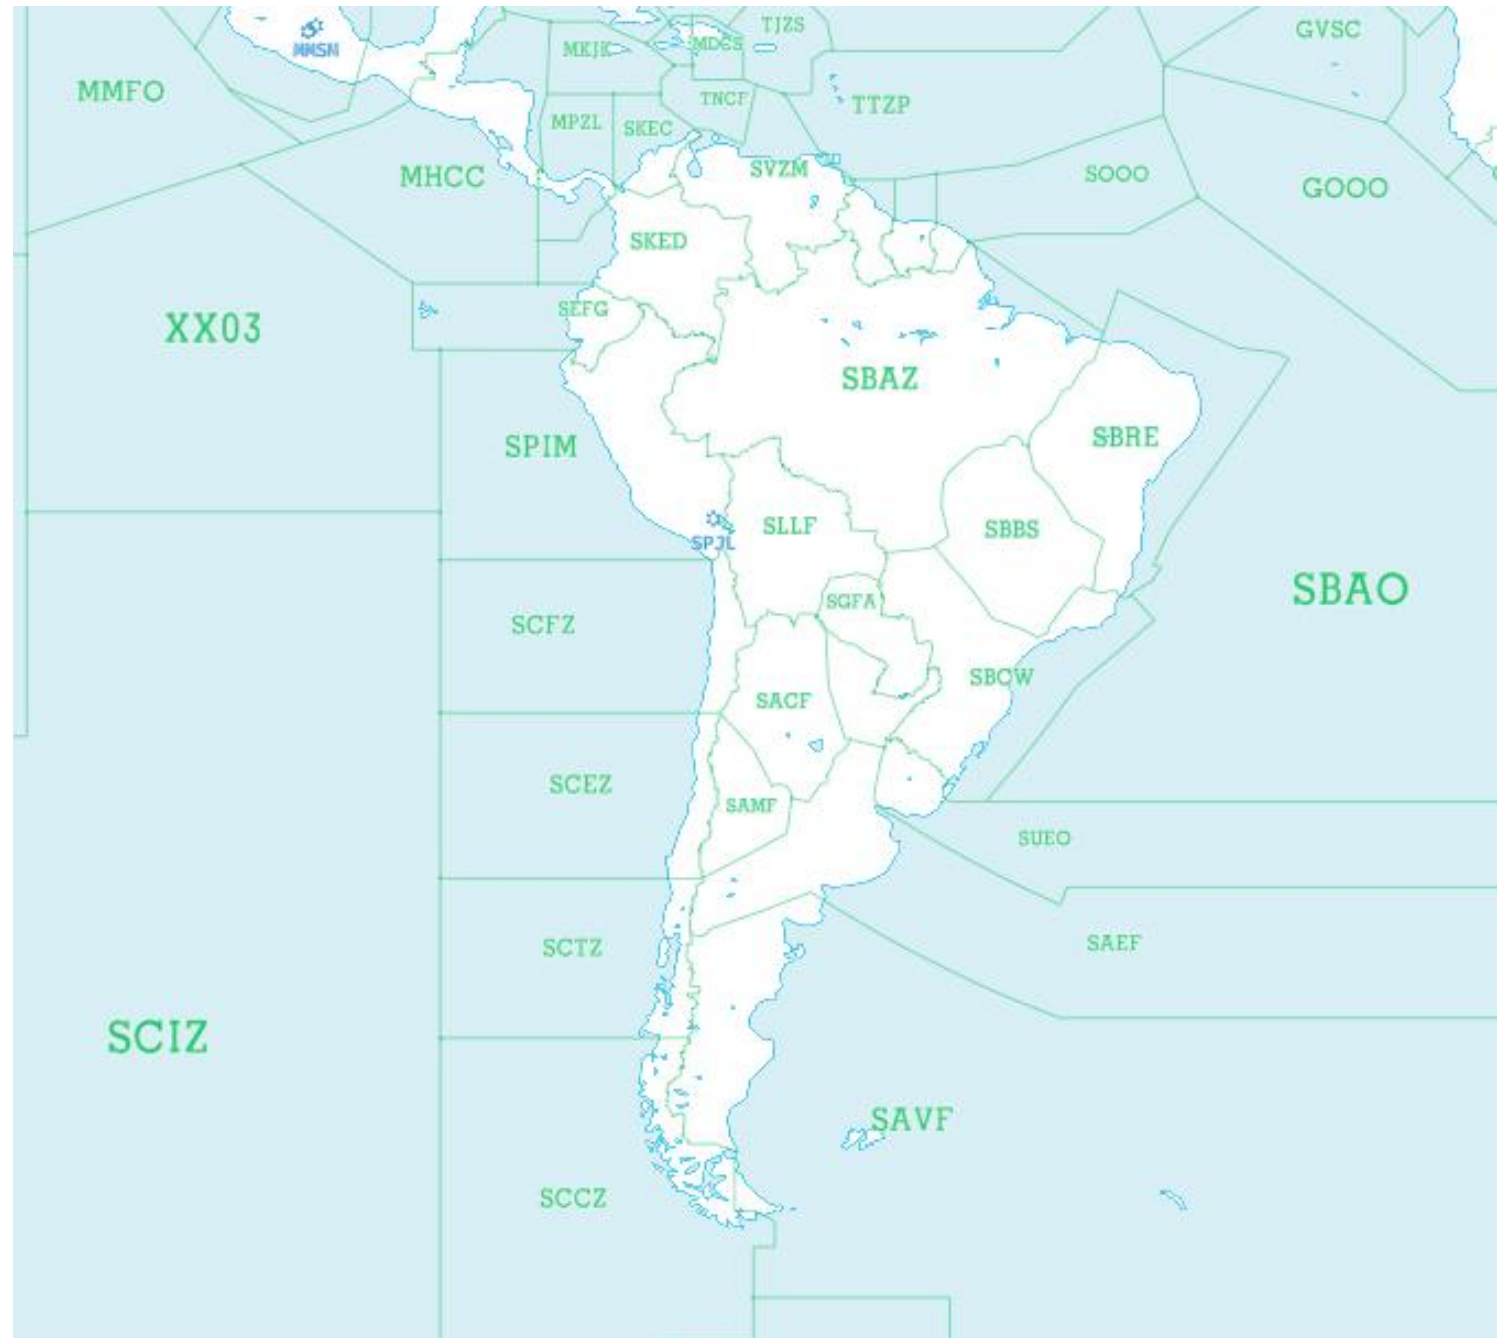 TJZS
GVSC
MDCS
MKJK
MMSM
MMFO
TNCF
TTZP
MPZL
SKEC
SVZM
MHCC
SOOO
GOOO
SKED
SEFG
XX03
SBAZ
SPIM
SBRE
SLLF
SBBS
SPJL
SBAO
SGFA
SCFZ
SBCW
SACF
SCEZ
SAMF
SUEO
SAEF
SCTZ
SCIZ
SAVF
SCCZ